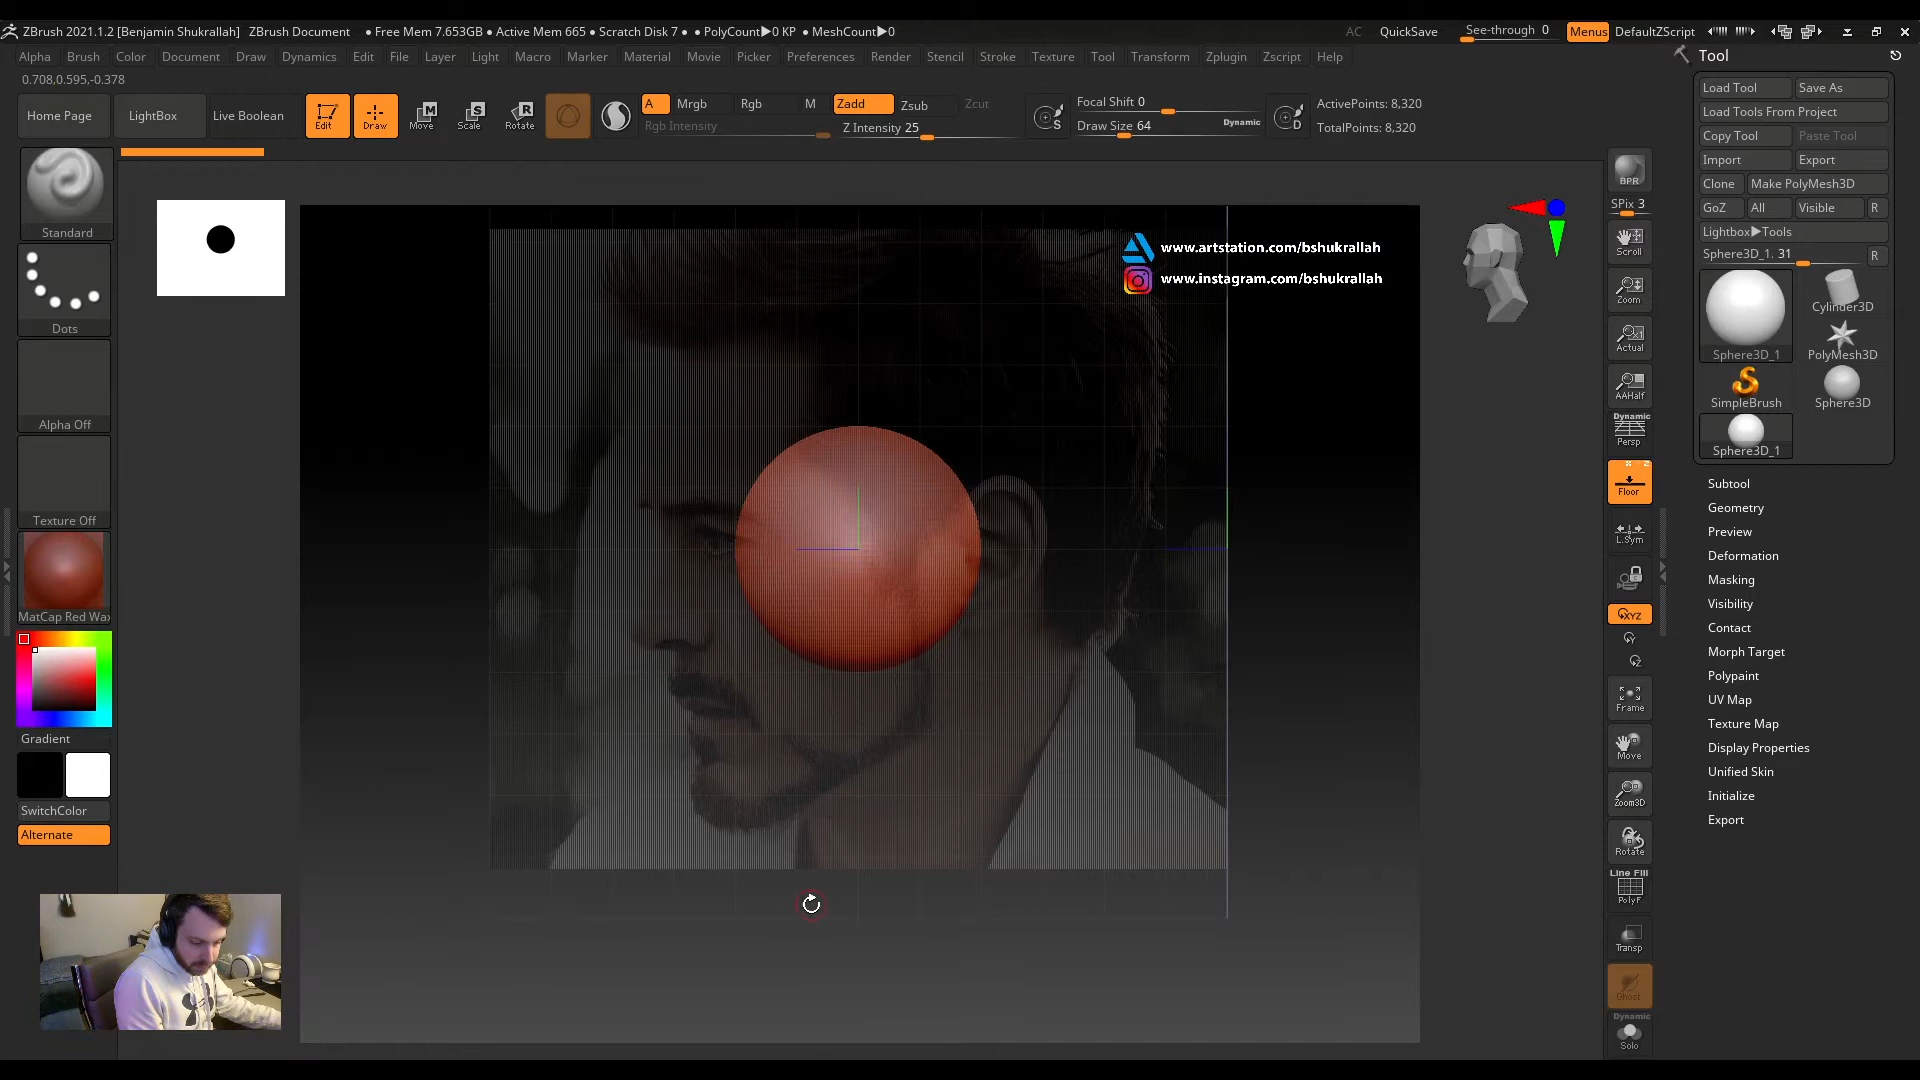 ZBrush 2021.1.2 [Benjamin Shukrallah] ZBrush Document ● Free Mem 7.653GB ● Active Mem 665 ● Scratch Disk 7 ● ● PolyCount▶0 KP ● MeshCount▶0
AC QuickSave See-through 0 Menus DefaultZScript
Alpha Brush Color Document Draw Dynamics Edit File Layer Light Macro Marker Material Movie Picker Preferences Render Stencil Stroke Texture Tool Transform Zplugin Zscript Help
0.708,0.595,-0.378
Home Page LightBox Live Boolean Edit Draw Move Scale Rotate
A Mrgb Rgb M Zadd Zsub Zcut
Rgb Intensity Z Intensity 25
S Focal Shift 0
Draw Size 64 Dynamic
D ActivePoints: 8,320
TotalPoints: 8,320
Standard
Dots
Alpha Off
Texture Off
MatCap Red Wax
Gradient
SwitchColor
Alternate
www.artstation.com/bshukrallah
www.instagram.com/bshukrallah
BPR
SPix 3
Scroll
Zoom
Actual
AAHalf
Dynamic
Persp
Floor
L.Sym
XYZ
Y
Z
Frame
Move
Zoom3D
Rotate
Line Fill
PolyF
Transp
Ghost
Dynamic
Solo
Tool
Load Tool Save As
Load Tools From Project
Copy Tool Paste Tool
Import Export
Clone Make PolyMesh3D
GoZ All Visible R
Lightbox▶Tools
Sphere3D_1. 31 R
Sphere3D_1 Cylinder3D
PolyMesh3D
SimpleBrush Sphere3D
Sphere3D_1
Subtool
Geometry
Preview
Deformation
Masking
Visibility
Contact
Morph Target
Polypaint
UV Map
Texture Map
Display Properties
Unified Skin
Initialize
Export